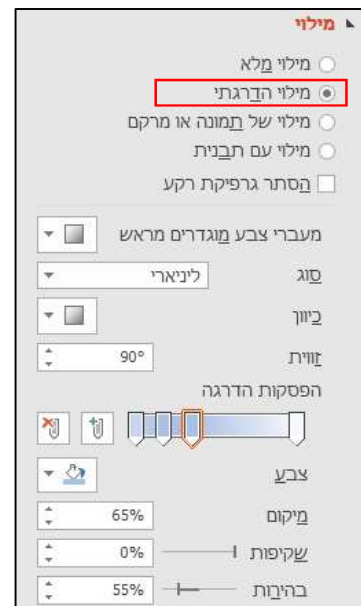 מילוי
מילוי מלא
מילוי הדרגתי
מילוי של תמונה או מרקם
מילוי עם תבנית
הסתר גרפיקת רקע
מעברי צבע מוגדרים מראש
סוג ליניארי
כיוון
זווית 90°
הפסקות הדרגה
צבע
מיקום 65%
שקיפות 0%
בהירות 55%